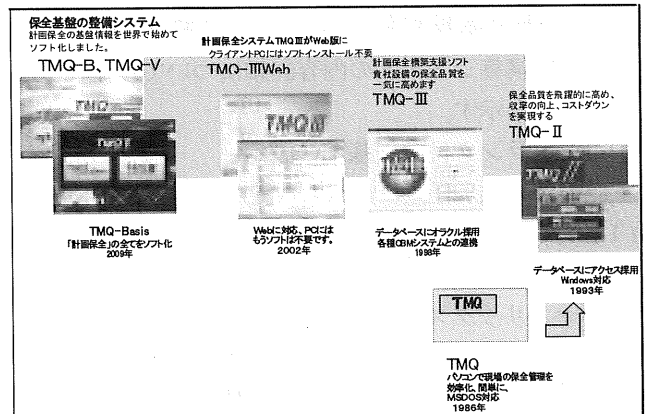 保全基盤の整備システム
計画保全の基盤情報を世界で始めて
ソフト化しました。
TMQ-B、TMQ-V
TMQ
TMQ-Basis
「計画保全」の全てをソフト化
2009年
計画保全システムTMQⅢがWeb版に
クライアントPCにはソフトインストール不要
TMQ-ⅢWeb
TMQⅢ
Webに対応、PCには
もうソフトは不要です。
2002年
計画保全構築支援ソフト
貴社設備の保全品質を
一気に高めます
TMQ-Ⅲ
データベースにオラクル採用
各種CBMシステムとの連携
1998年
保全品質を飛躍的に高め、
収率の向上、コストダウン
を実現する
TMQ-Ⅱ
TMQ Ⅱ
データベースにアクセス採用
Windows対応
1993年
TMQ
TMQ
パソコンで現場の保全管理を
効率化、簡単に、
MSDOS対応
1986年